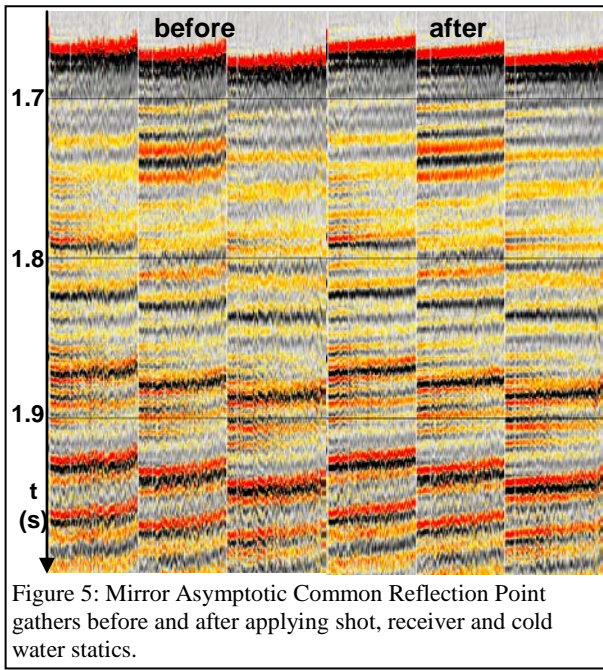 before after
1.7
1.8
1.9
t
(s)
Figure 5: Mirror Asymptotic Common Reflection Point
gathers before and after applying shot, receiver and cold
water statics.